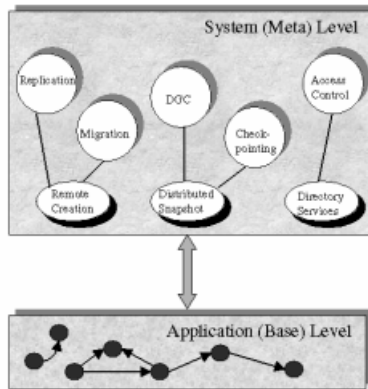 System (Meta) Level
Replication
DGC
Access
Control
Migration
Check-
pointing
Remote
Creation
Distributed
Snapshot
Directory
Services
Application (Base) Level